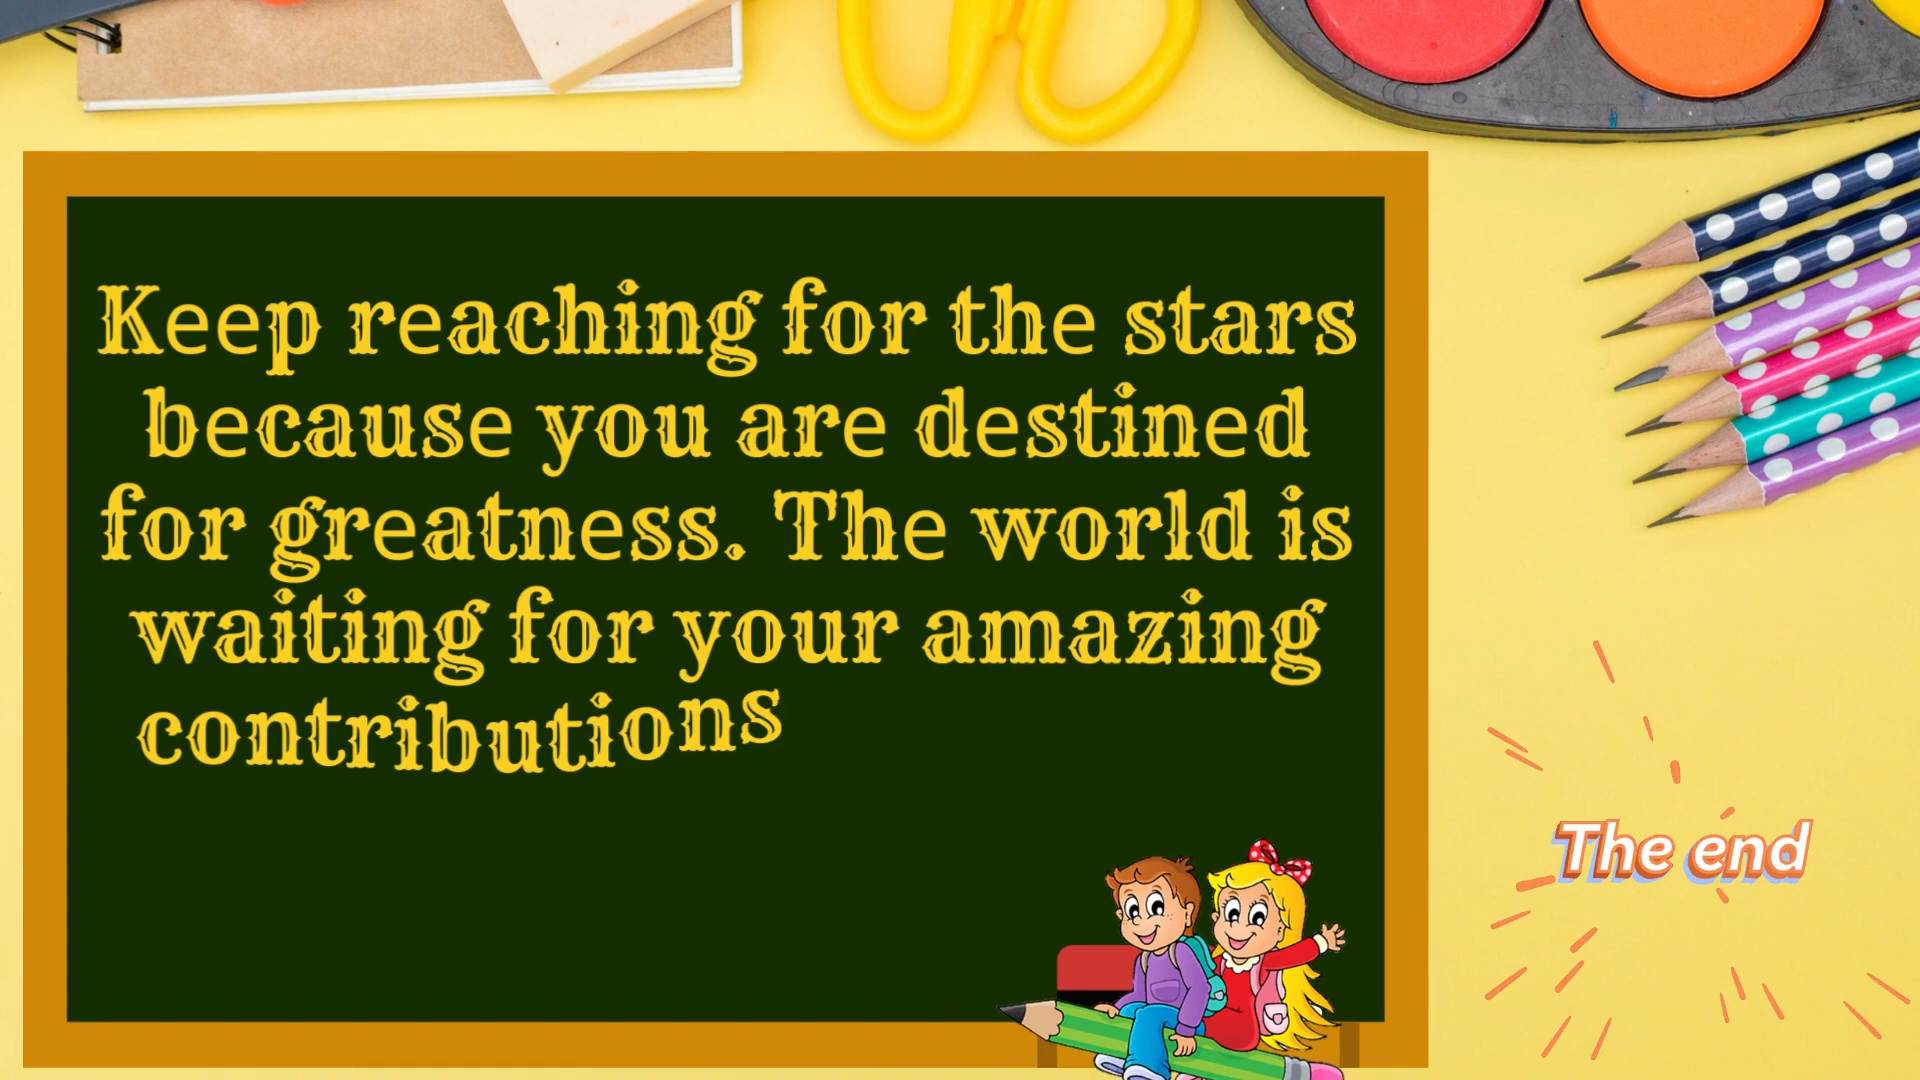 Keep reaching for the stars
because you are destined
for greatness. The world is
waiting for your amazing
contributions
The end